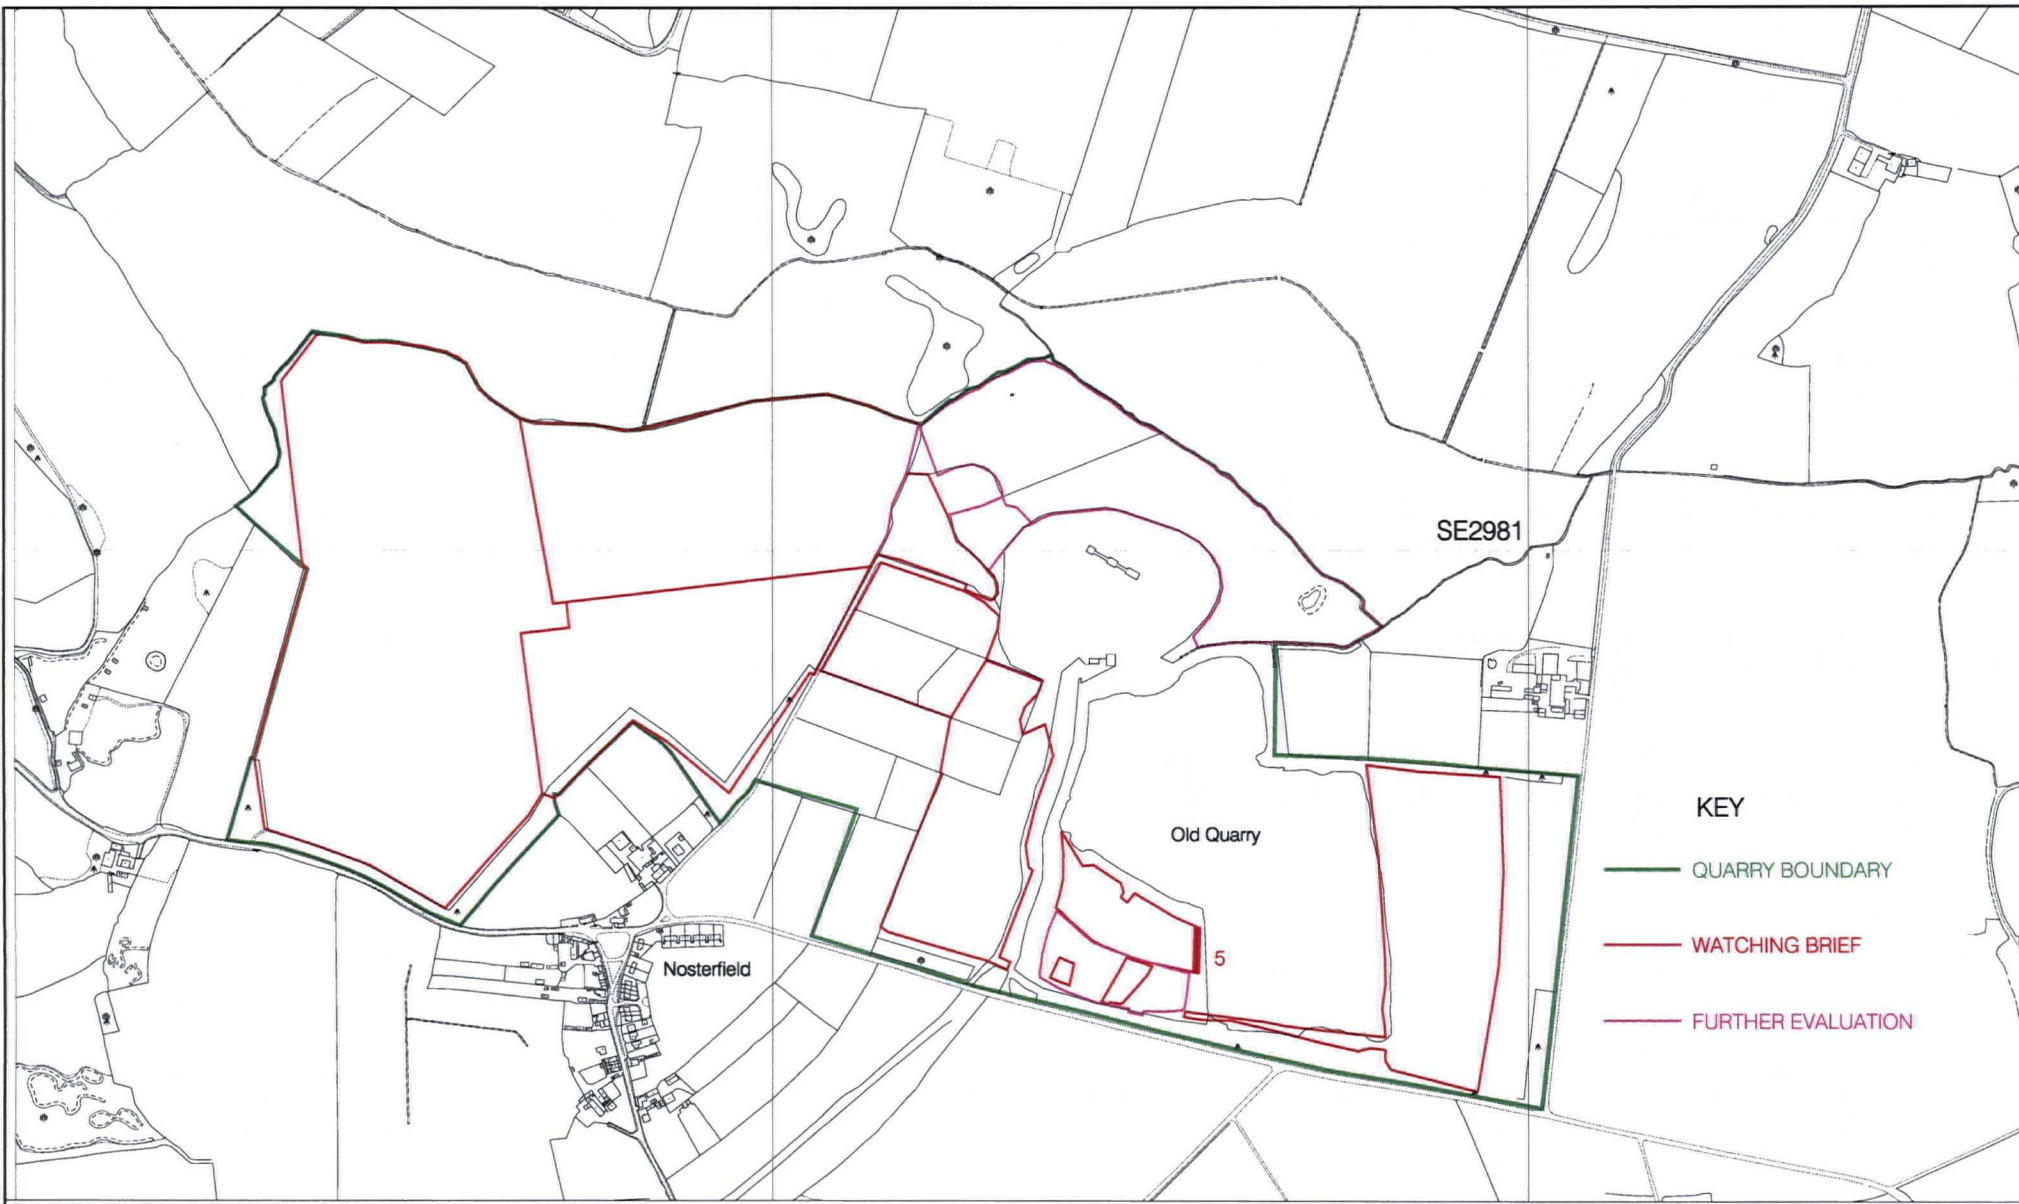 SE2981
KEY
Old Quarry
QUARRY BOUNDARY
WATCHING BRIEF
5
Nosterfield
FURTHER EVALUATION